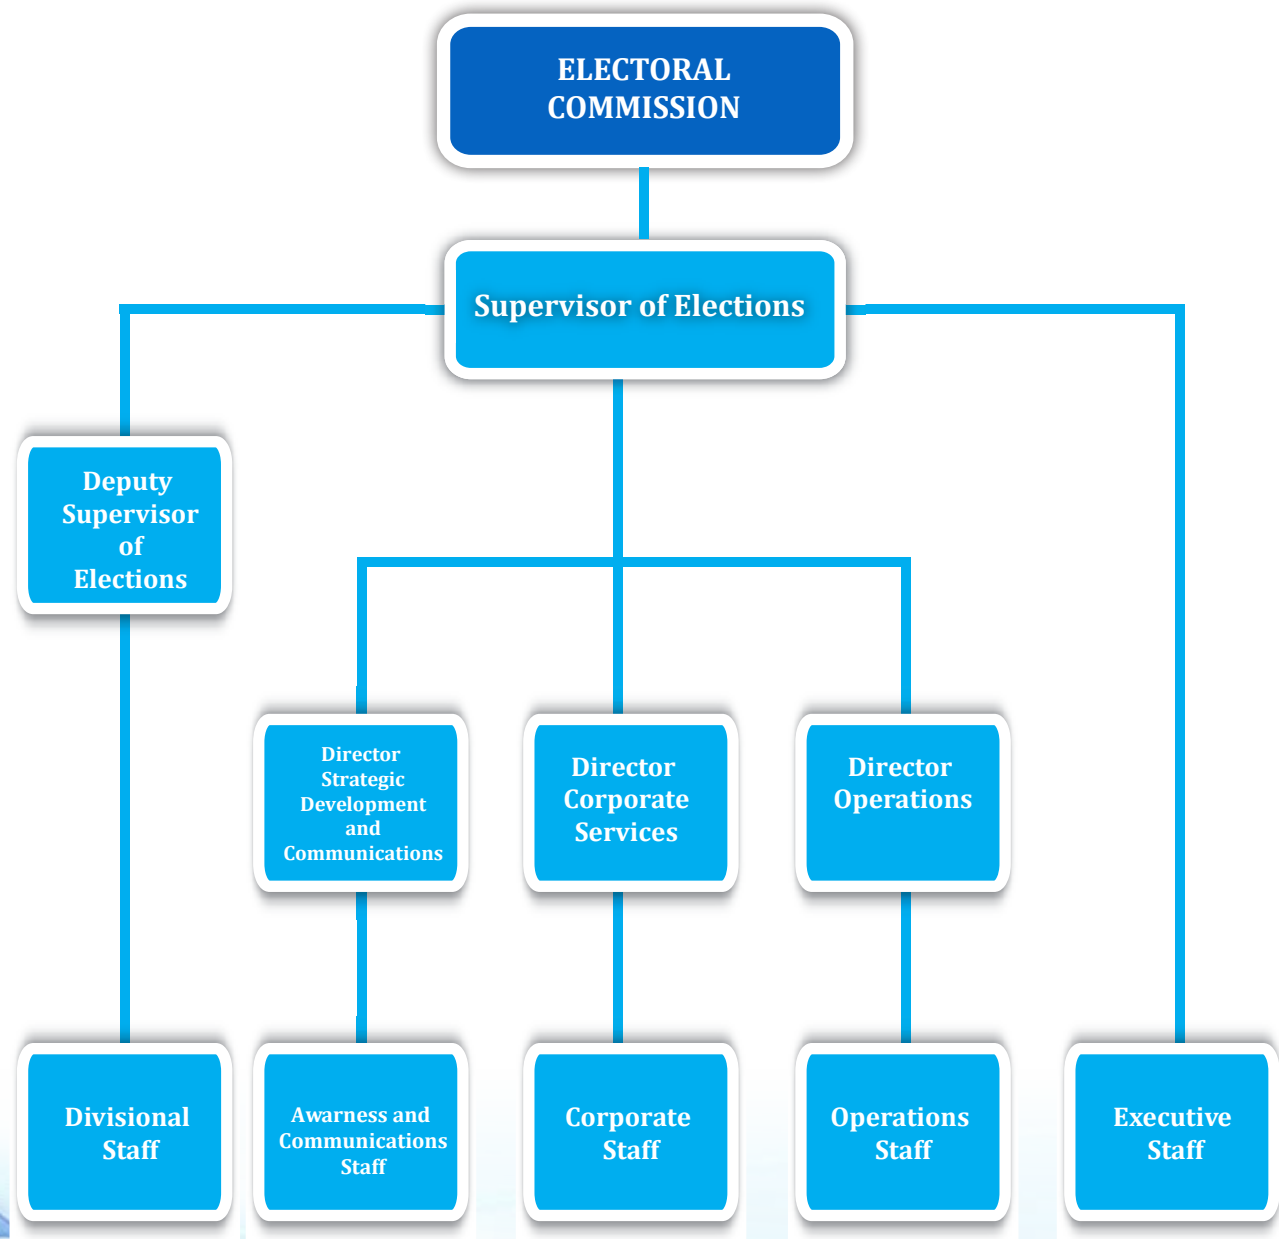 ELECTORAL
COMMISSION
Supervisor of Elections
Deputy
Supervisor
of
Elections
Director
Strategic
Development
and
Communications
Director
Corporate
Services
Director
Operations
Divisional
Staff
Awarness and
Communications
Staff
Corporate
Staff
Operations
Staff
Executive
Staff